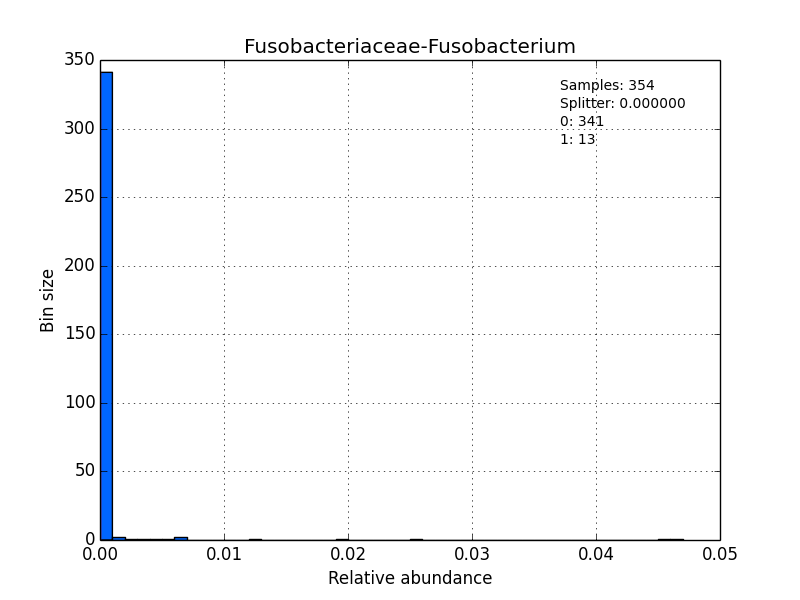 Fusobacteriaceae-Fusobacterium
Samples: 354
Splitter: 0.000000
0: 341
1: 13
350
300
250
200
150
100
50
0
Bin size
0.00 0.01 0.02 0.03 0.04 0.05
Relative abundance